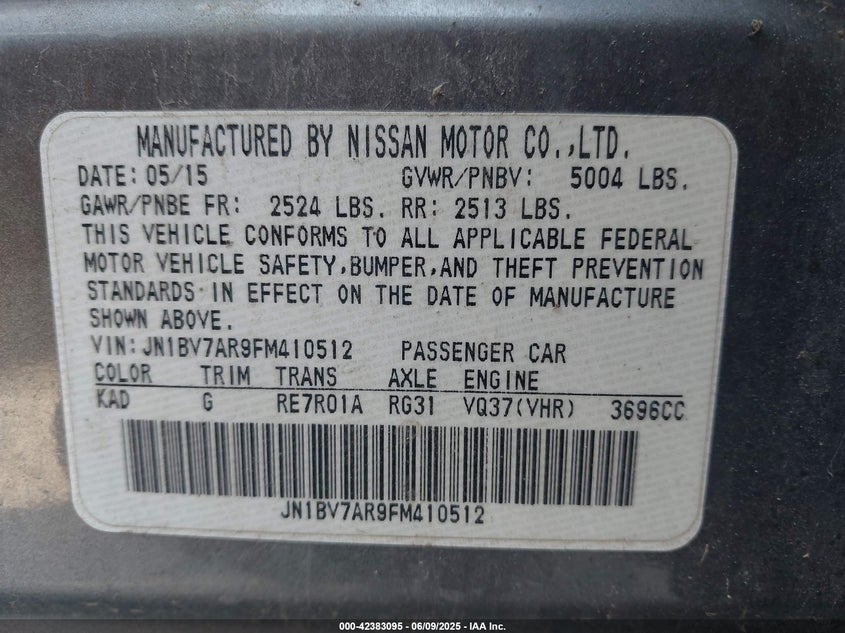 MANUFACTURED BY NISSAN MOTOR CO.,LTD.
DATE: 05/15 GVWR/PNBV: 5004 LBS.
GAWR/PNBE FR: 2524 LBS. RR: 2513 LBS.
THIS VEHICLE CONFORMS TO ALL APPLICABLE FEDERAL
MOTOR VEHICLE SAFETY,BUMPER,AND THEFT PREVENTION
STANDARDS IN EFFECT ON THE DATE OF MANUFACTURE
SHOWN ABOVE.
VIN: JN1BV7AR9FM410512 PASSENGER CAR
COLOR TRIM TRANS AXLE ENGINE
KAD G RE7R01A RG31 VQ37(VHR) 3696CC
JN1BV7AR9FM410512
000-42383095 - 06/09/2025 - IAA Inc.